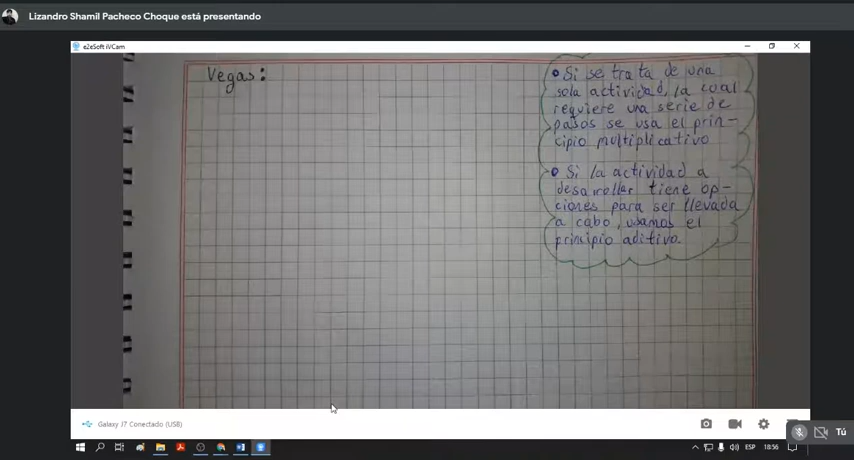 Lizandro Shamil Pacheco Choque está presentando
e2eSoft iVCam
Vegas:
• Si se trata de una
sola actividad, la cual
requiere una serie de
pasos se usa el prin-
cipio multiplicativo
• Si la actividad a
desarroller tiene op-
ciones para ser llevada
a cabo, usamos el
principio aditivo.
Galaxy J7 Conectado (USB)
Tú
ESP
18:56